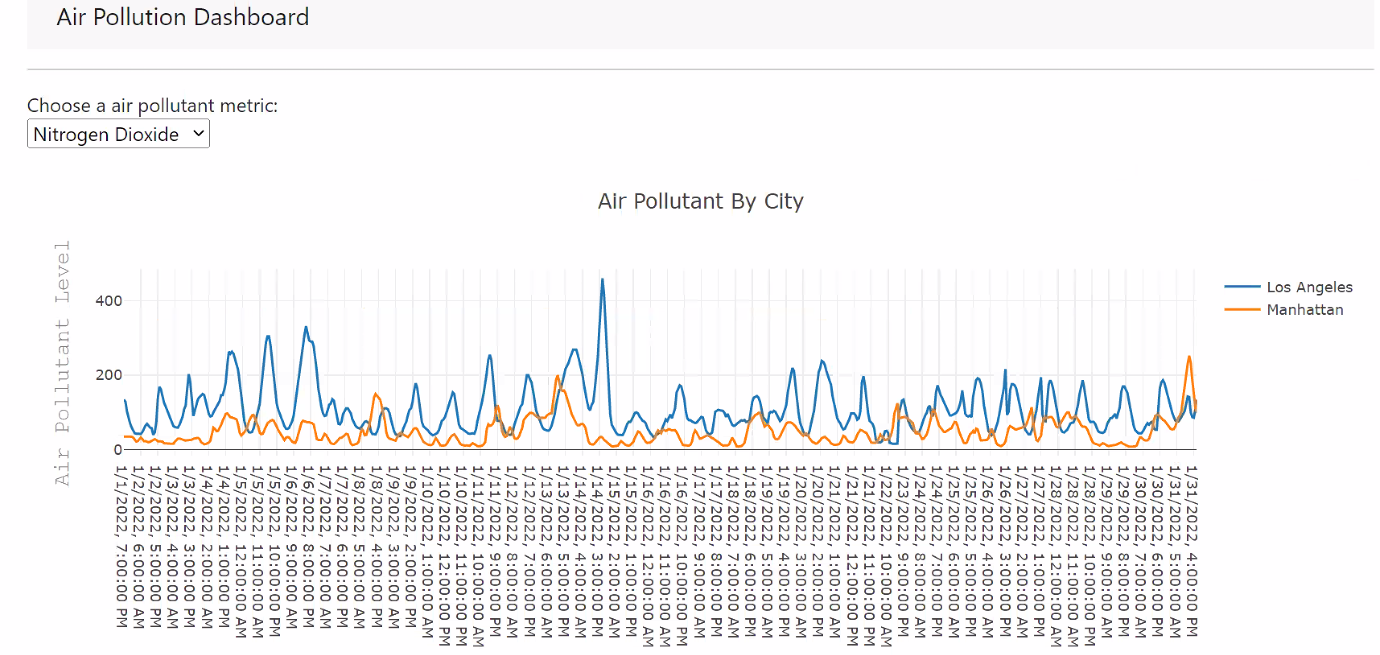 Air Pollution Dashboard
Choose a air pollutant metric:
Nitrogen Dioxide
Air Pollutant By City
Air Pollutant Level
400
200
0
Los Angeles
Manhattan
1/1/2022, 7:00:00 PM
1/2/2022, 6:00:00 AM
1/2/2022, 5:00:00 PM
1/3/2022, 4:00:00 AM
1/3/2022, 3:00:00 PM
1/4/2022, 2:00:00 AM
1/4/2022, 1:00:00 PM
1/5/2022, 12:00:00 AM
1/5/2022, 11:00:00 AM
1/5/2022, 10:00:00 PM
1/6/2022, 9:00:00 AM
1/6/2022, 8:00:00 PM
1/7/2022, 7:00:00 AM
1/7/2022, 6:00:00 PM
1/8/2022, 5:00:00 AM
1/8/2022, 4:00:00 PM
1/9/2022, 3:00:00 AM
1/9/2022, 2:00:00 PM
1/10/2022, 1:00:00 AM
1/10/2022, 12:00:00 PM
1/10/2022, 11:00:00 PM
1/11/2022, 10:00:00 AM
1/11/2022, 9:00:00 PM
1/12/2022, 8:00:00 AM
1/12/2022, 7:00:00 PM
1/13/2022, 6:00:00 AM
1/13/2022, 5:00:00 PM
1/14/2022, 4:00:00 AM
1/14/2022, 3:00:00 PM
1/15/2022, 2:00:00 AM
1/15/2022, 1:00:00 PM
1/16/2022, 12:00:00 AM
1/16/2022, 11:00:00 AM
1/16/2022, 10:00:00 PM
1/17/2022, 9:00:00 AM
1/17/2022, 8:00:00 PM
1/18/2022, 7:00:00 AM
1/18/2022, 6:00:00 PM
1/19/2022, 5:00:00 AM
1/19/2022, 4:00:00 PM
1/20/2022, 3:00:00 AM
1/20/2022, 2:00:00 PM
1/21/2022, 1:00:00 AM
1/21/2022, 12:00:00 PM
1/21/2022, 11:00:00 PM
1/22/2022, 10:00:00 AM
1/23/2022, 9:00:00 PM
1/24/2022, 8:00:00 AM
1/24/2022, 7:00:00 PM
1/25/2022, 6:00:00 AM
1/25/2022, 5:00:00 PM
1/26/2022, 4:00:00 AM
1/26/2022, 3:00:00 PM
1/27/2022, 2:00:00 AM
1/27/2022, 1:00:00 PM
1/28/2022, 12:00:00 AM
1/28/2022, 11:00:00 AM
1/28/2022, 10:00:00 PM
1/29/2022, 9:00:00 AM
1/29/2022, 8:00:00 PM
1/30/2022, 7:00:00 AM
1/30/2022, 6:00:00 PM
1/31/2022, 5:00:00 AM
1/31/2022, 4:00:00 PM